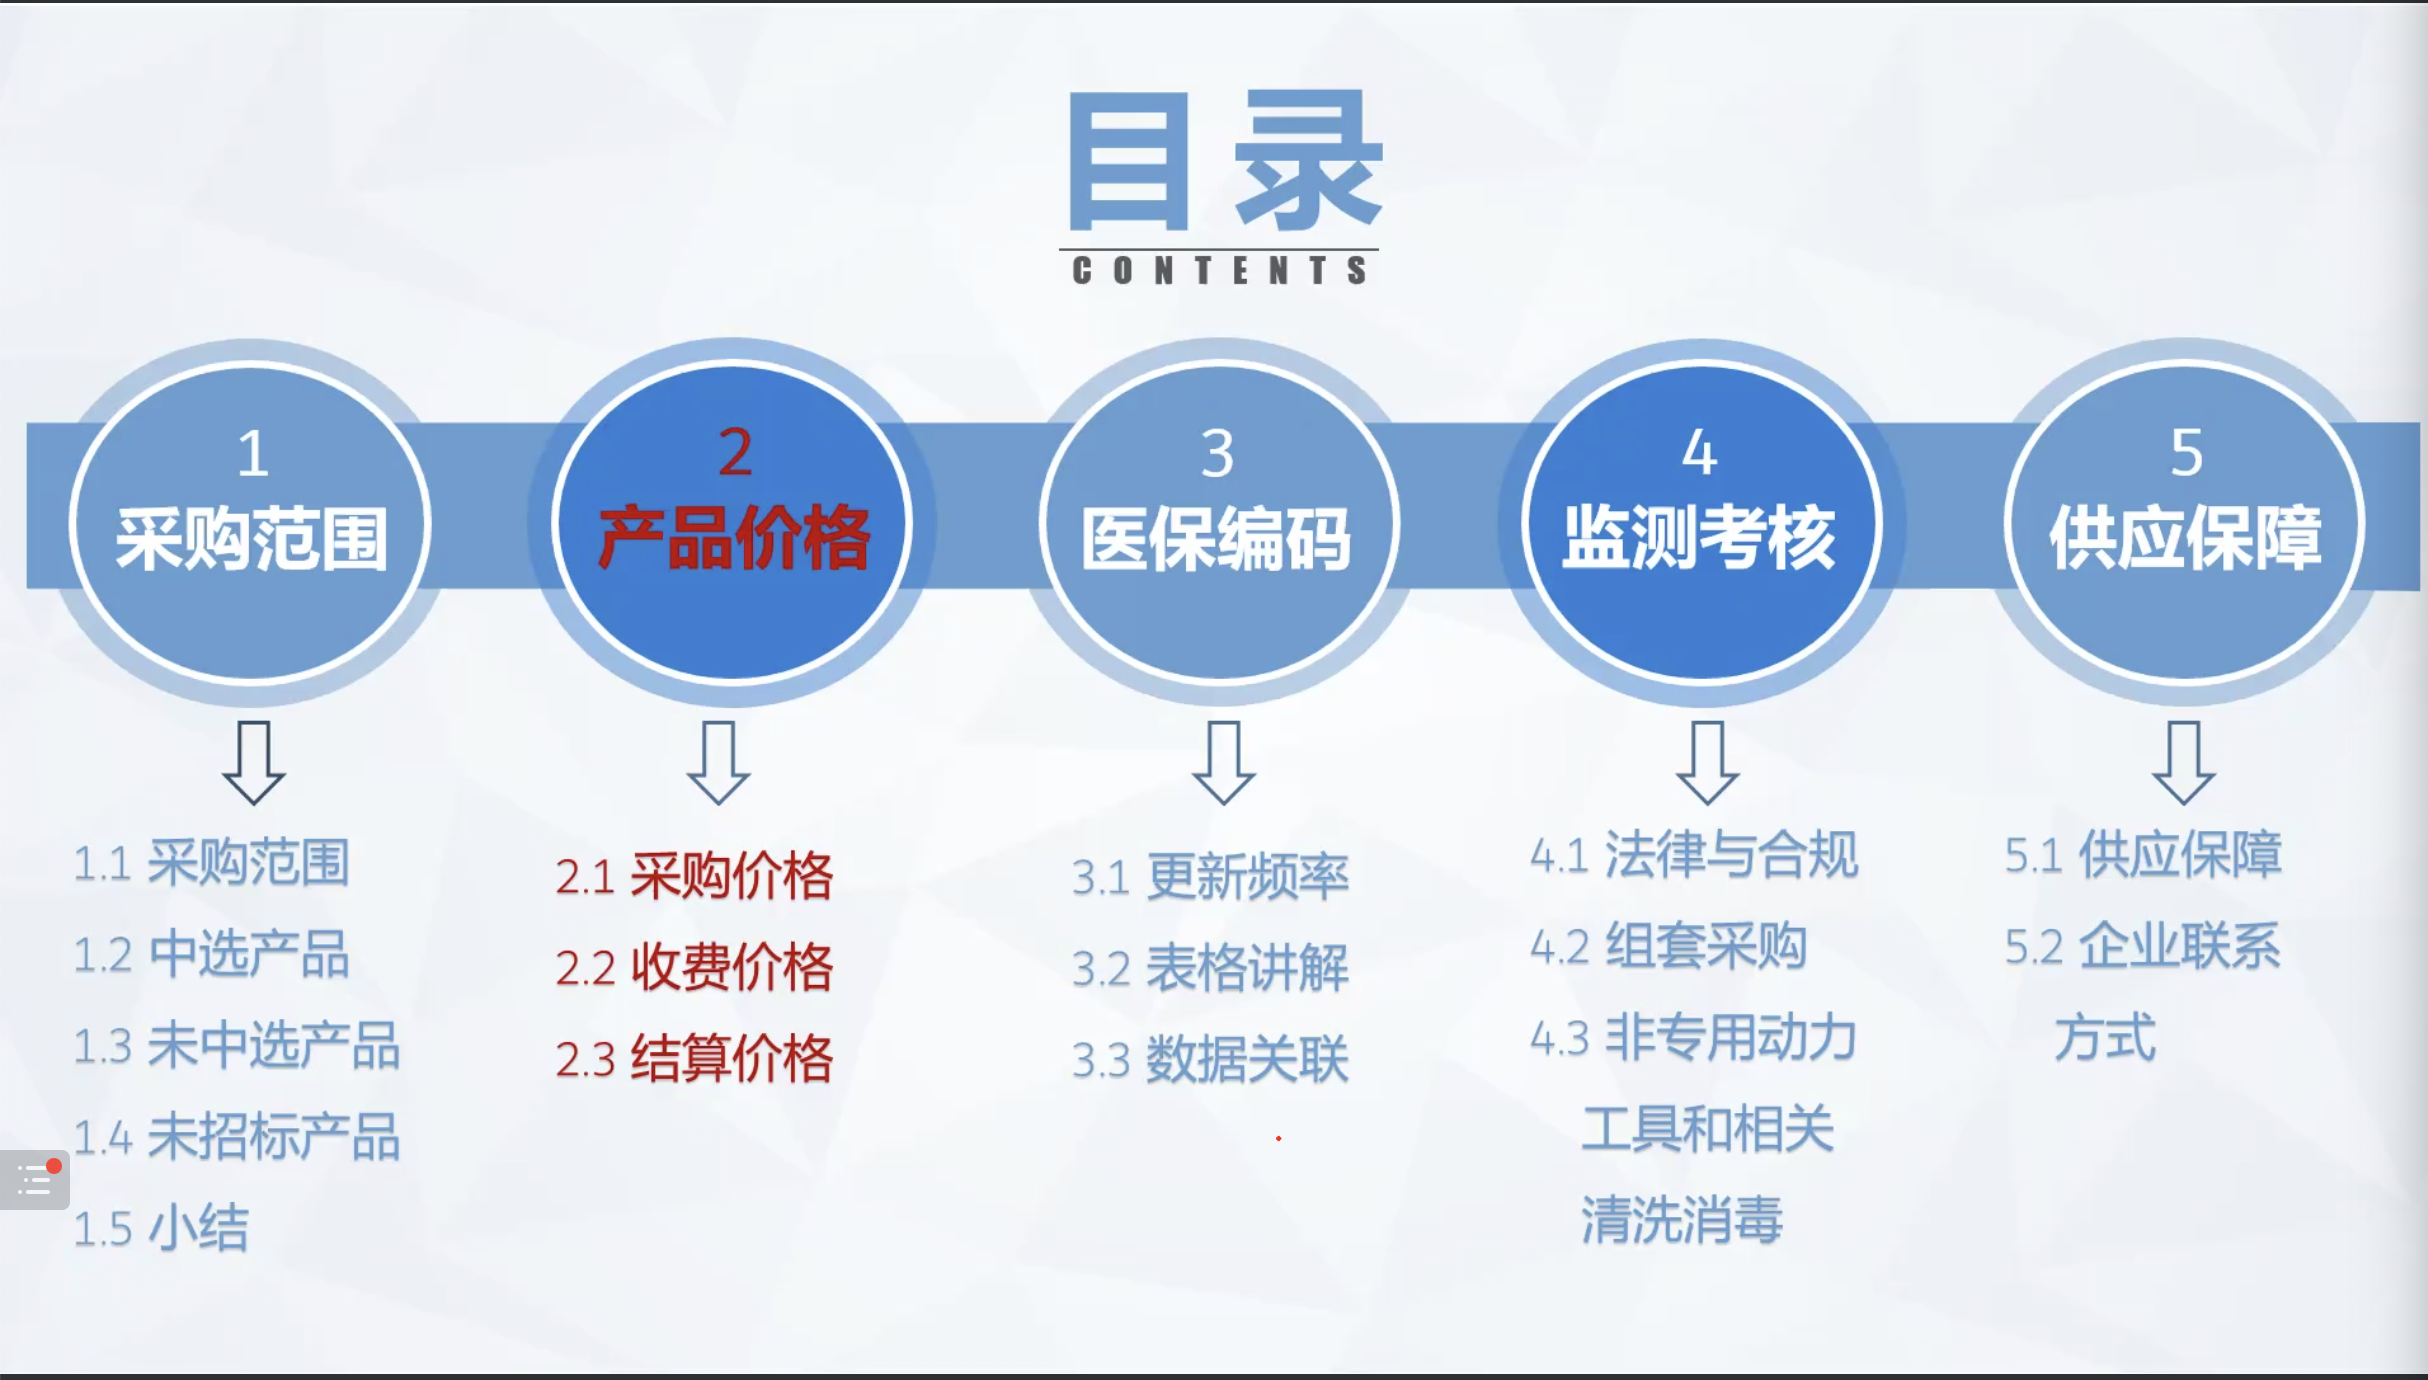 目录
CONTENTS
1
采购范围
2
产品价格
3
医保编码
4
监测考核
5
供应保障
1.1 采购范围
1.2 中选产品
1.3 未中选产品
1.4 未招标产品
1.5 小结
2.1 采购价格
2.2 收费价格
2.3 结算价格
3.1 更新频率
3.2 表格讲解
3.3 数据关联
4.1 法律与合规
4.2 组套采购
4.3 非专用动力
工具和相关
清洗消毒
5.1 供应保障
5.2 企业联系
方式